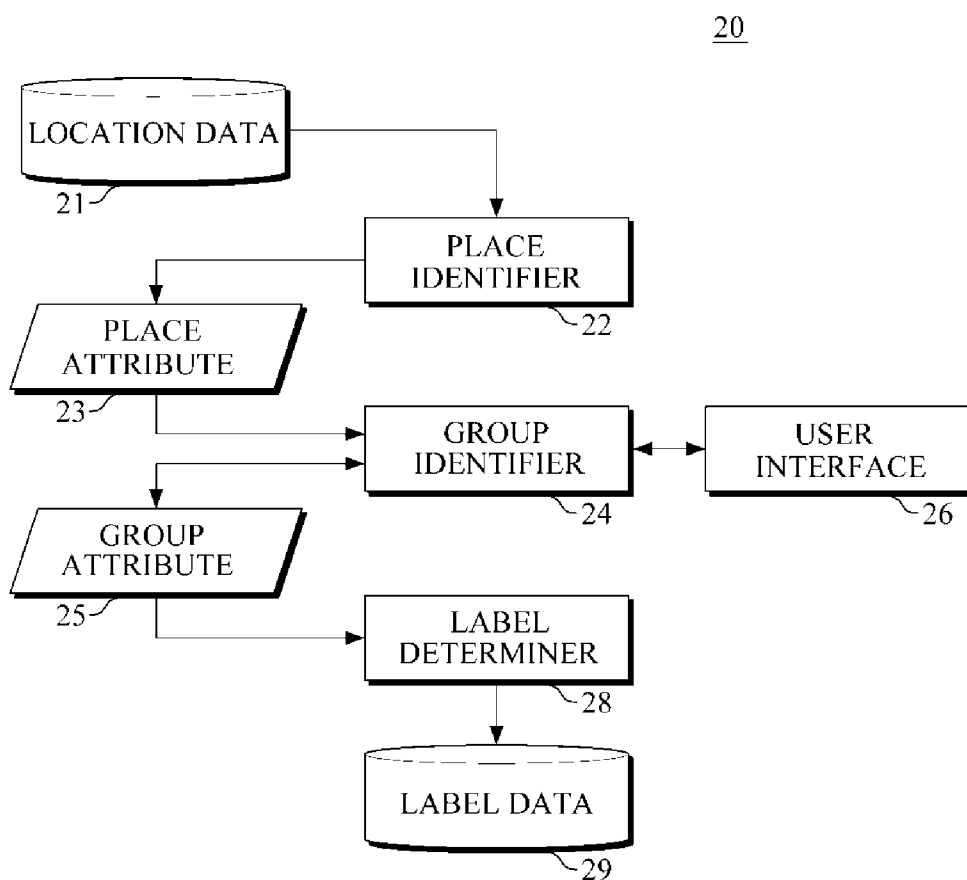 20
LOCATION DATA
21
PLACE
IDENTIFIER
22
PLACE
ATTRIBUTE
23
GROUP
IDENTIFIER
24
USER
INTERFACE
26
GROUP
ATTRIBUTE
25
LABEL
DETERMINER
28
LABEL DATA
29